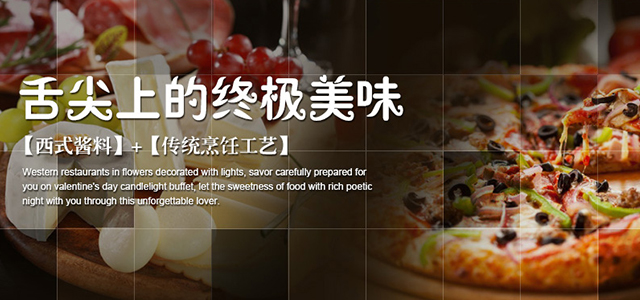 舌尖上的终极美味
【西式酱料】+【传统烹饪工艺】
Western restaurants in flowers decorated with lights, savor carefully prepared for
you on valentine's day candlelight buffet, let the sweetness of food with rich poetic
night with you through this unforgettable lover.